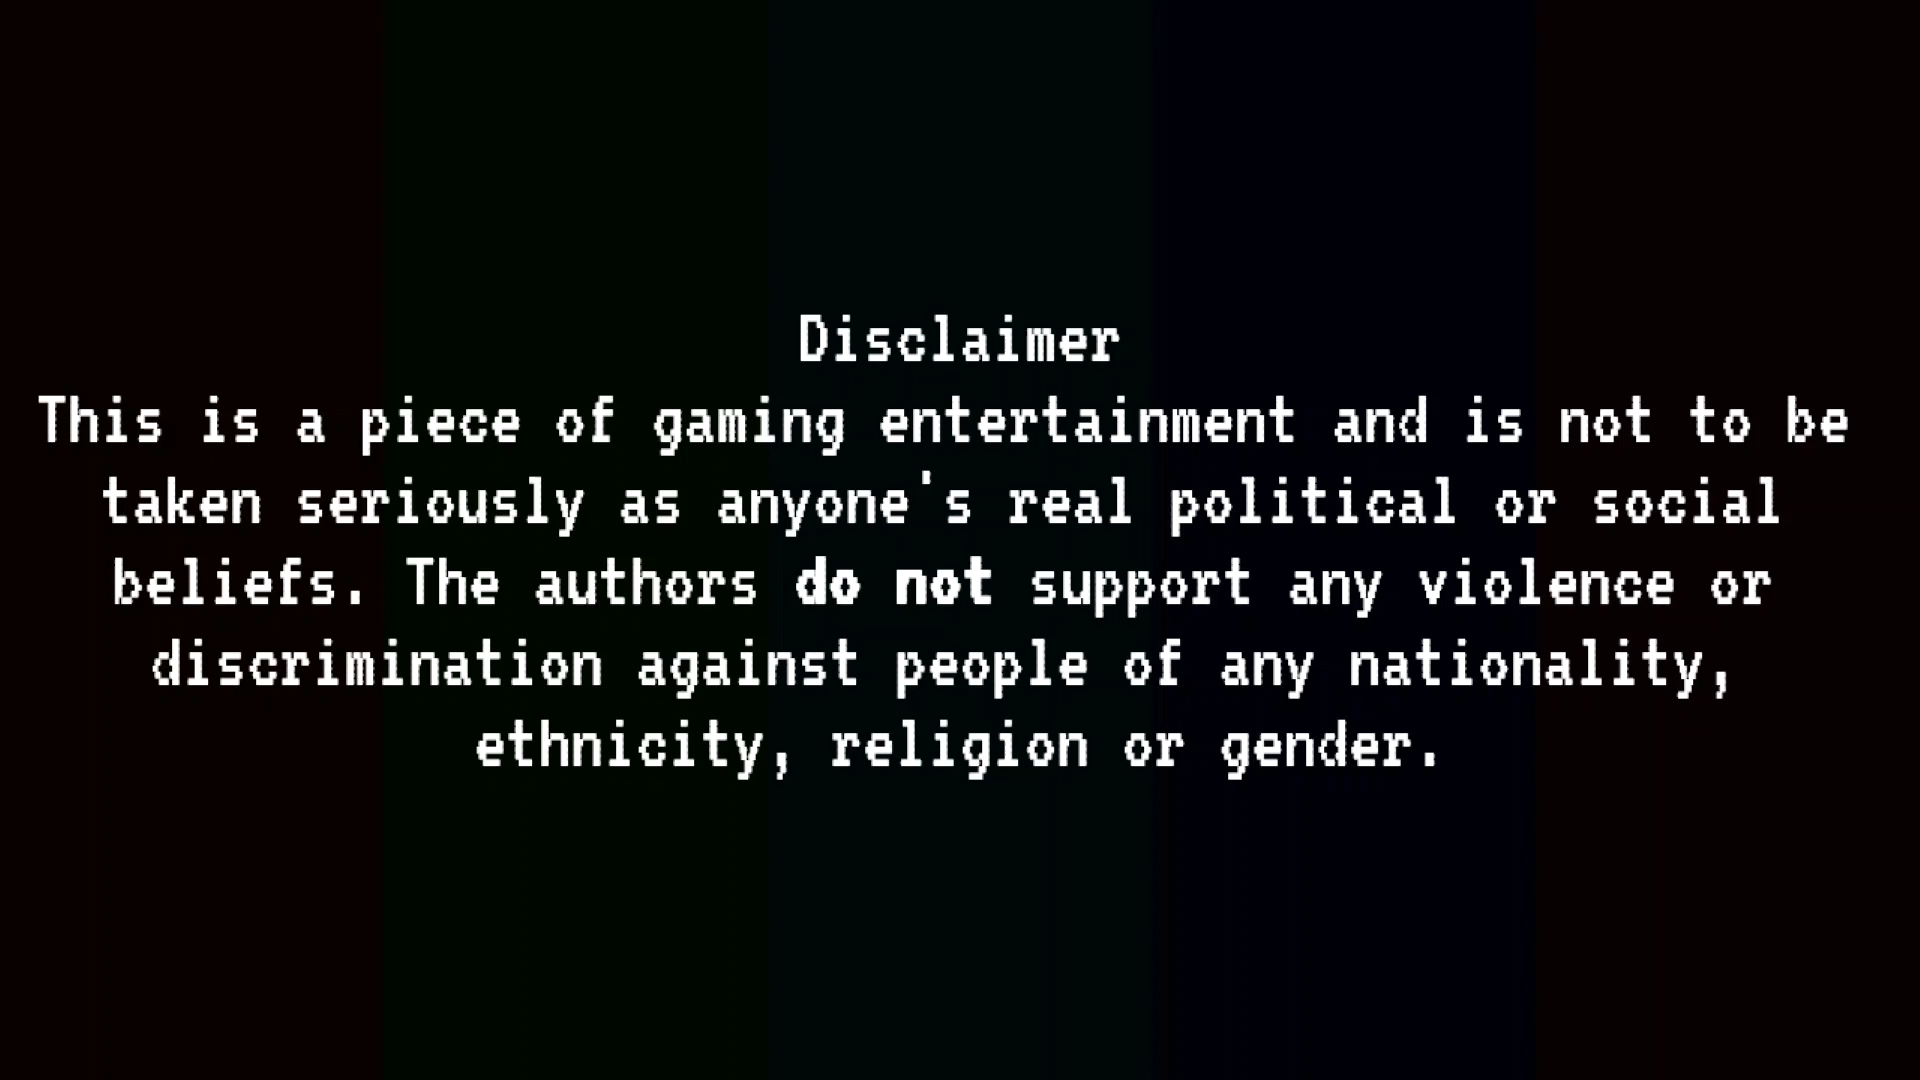 Disclaimer
This is a piece of gaming entertainment and is not to be
taken seriously as anyone's real political or social
beliefs. The authors do not support any violence or
discrimination against people of any nationality,
ethnicity, religion or gender.